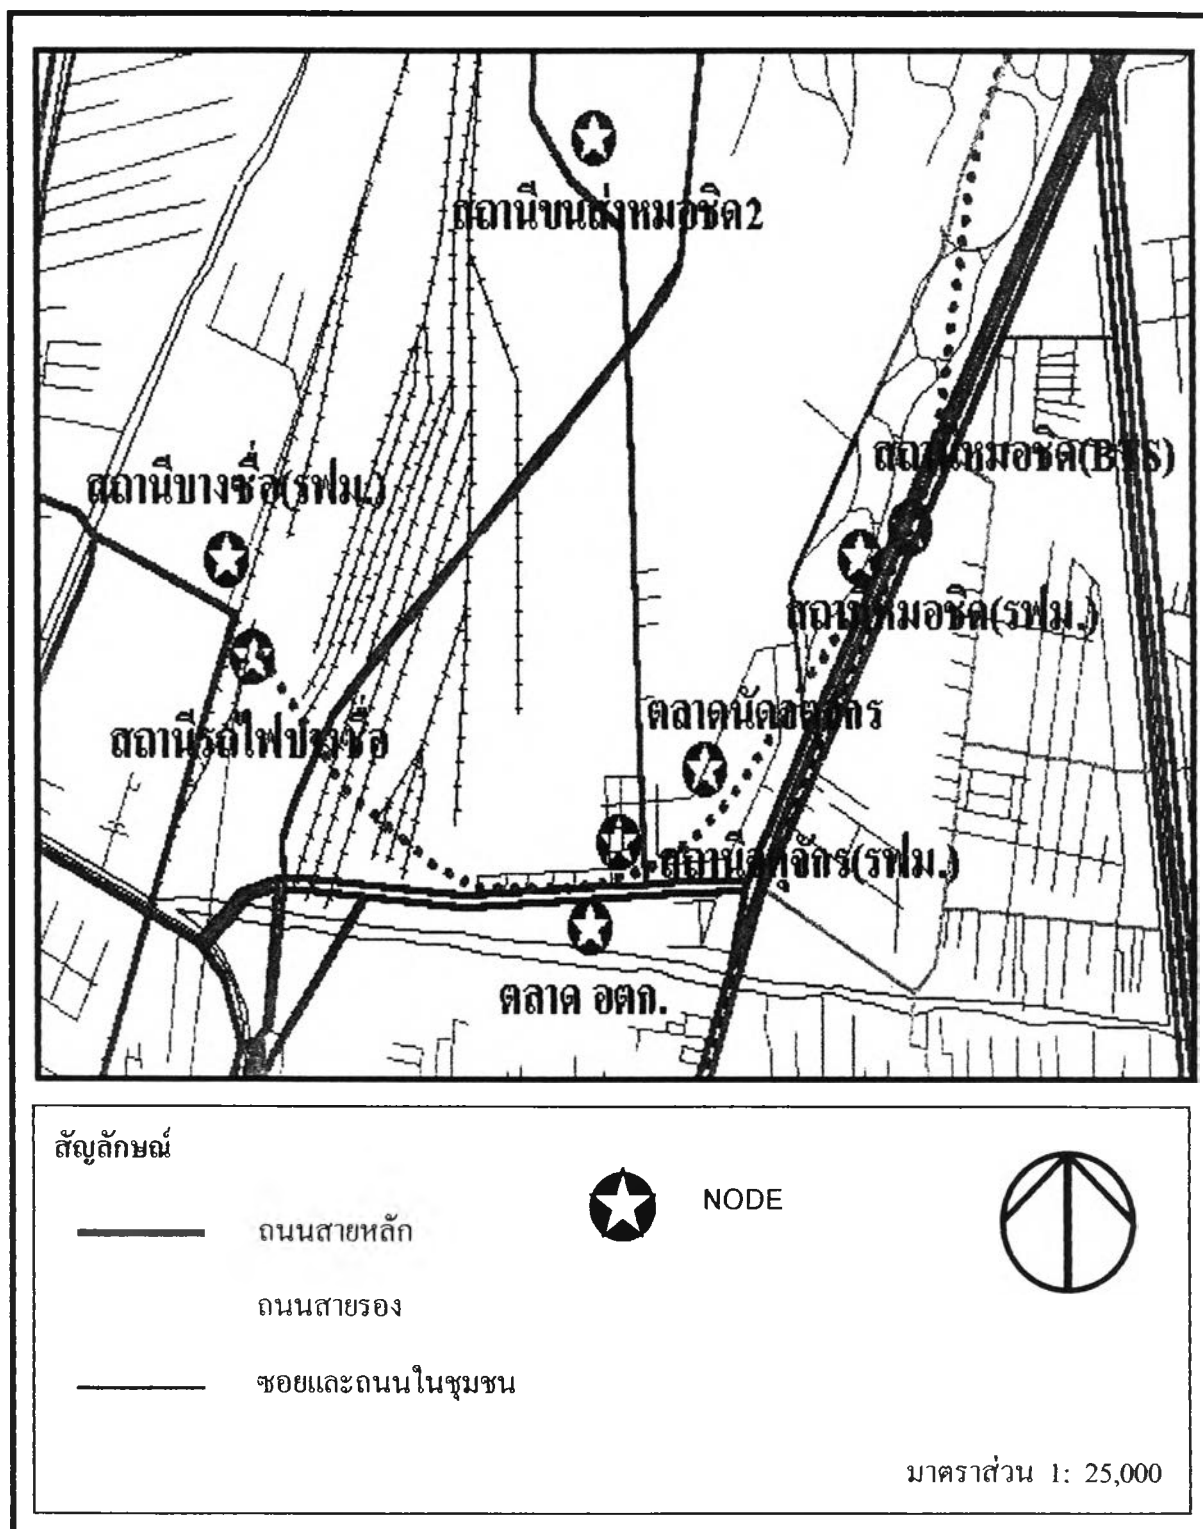 สถานีขนส่งหมอชิต2
สถานีหมอชิต(BTS)
สถานีบางซื่อ(รฟม.)
สถานีหมอชิต(รฟม.)
ตลาดนัดจตุจักร
สถานีรถไฟบางซื่อ
สถานีจตุจักร(รฟม.)
ตลาด อตก.
สัญลักษณ์
NODE
ถนนสายหลัก
ถนนสายรอง
ซอยและถนนในชุมชน
มาตราส่วน 1: 25,000